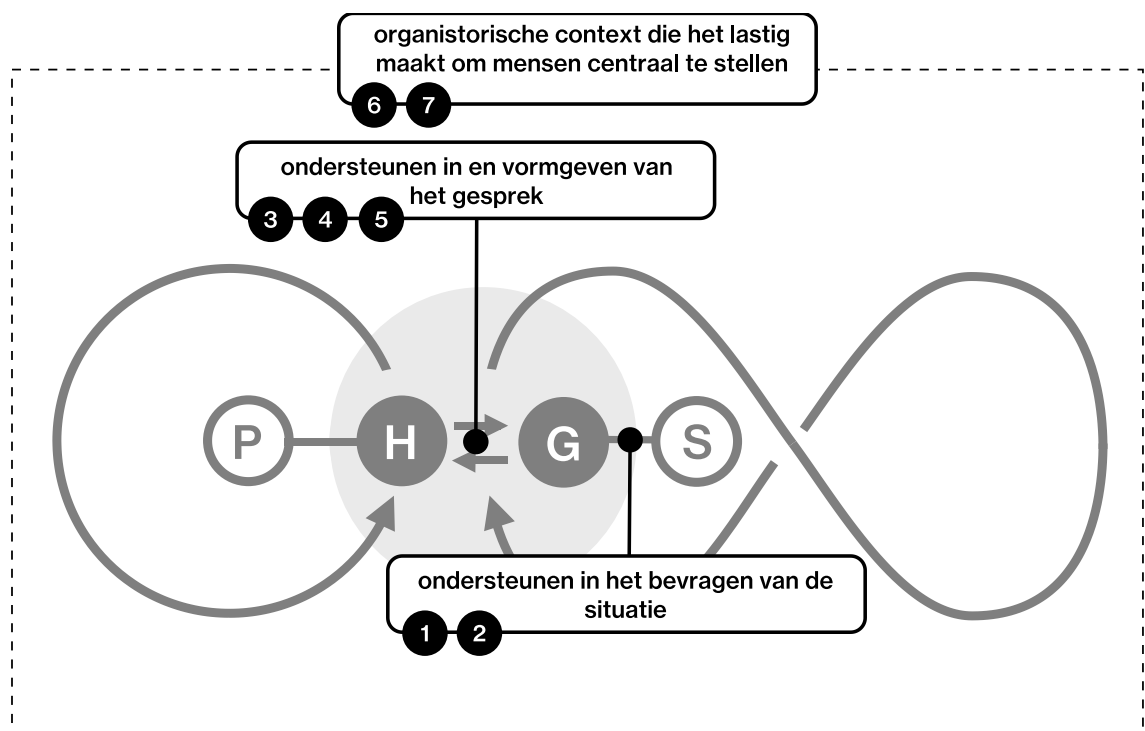 organistorische context die het lastig
maakt om mensen centraal te stellen
6 7
ondersteunen in en vormgeven van
het gesprek
3 4 5
P H G S
ondersteunen in het bevragen van de
situatie
1 2